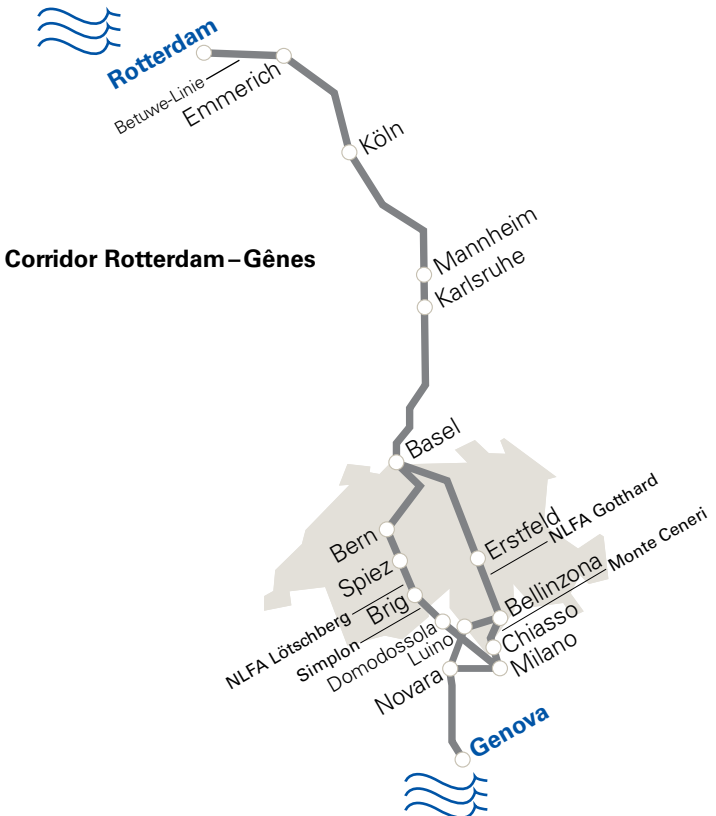 Rotterdam
Betuwe-Linie
Emmerich
Köln
Corridor Rotterdam–Gênes
Mannheim
Karlsruhe
Basel
Bern
Erstfeld
NLFA Gotthard
Spiez
NLFA Lötschberg
Brig
Simplon
Bellinzona
Monte Ceneri
Domodossola
Luino
Chiasso
Novara
Milano
Genova